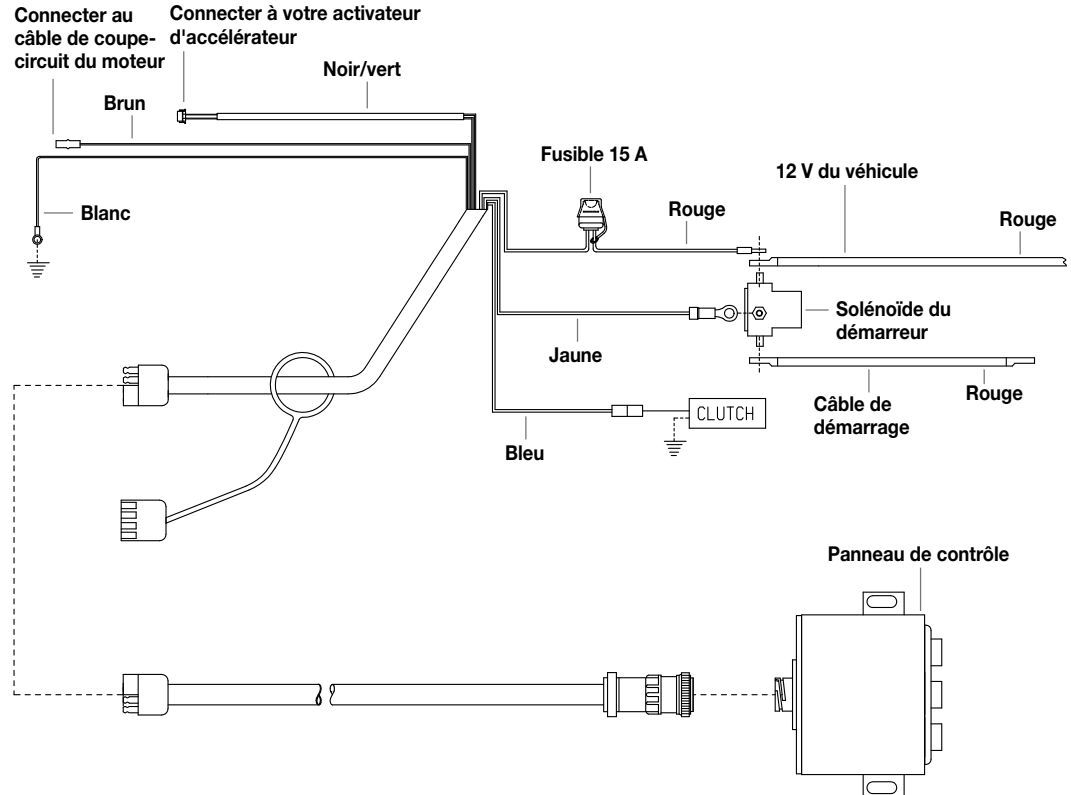 Connecter au
câble de coupe-
circuit du moteur
Connecter à votre activateur
d'accélérateur
Noir/vert
Brun
Blanc
Fusible 15 A
Rouge
12 V du véhicule
Rouge
Solénoïde du
démarreur
Jaune
Câble de
démarrage
Rouge
CLUTCH
Bleu
Panneau de contrôle